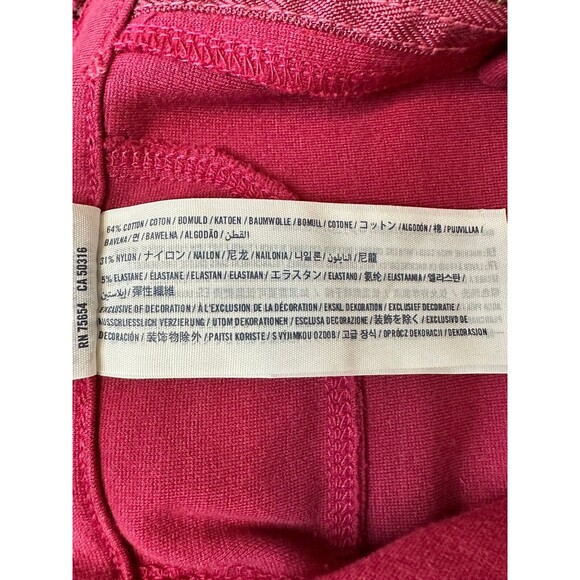 64% COTTON / COTON / BOMULD / KATOEN / BAUMWOLLE / BOMULL / COTONE / コットン / ALGODÓN / 棉 / PUUVILLAA /
BAVLNA / 면 / BAWEŁNA / ALGODÃO / القطن /
31% NYLON / ナイロン / NAILON / 尼龙 / NAILONIA / 나일론 / النايلون / 尼龍
5% ELASTANE / ÉLASTANE / ELASTAN / ELASTAAN / エラスタン / ELASTANO / 氨纶 / ELASTAANIA / 엘라스탄 /
إيلاستين / 彈性纖維
EXCLUSIVE OF DECORATION / À L'EXCLUSION DE LA DÉCORATION / EKSKL DEKORATION / EXCLUSIEF DECORATIE /
AUSSCHLIESSLICH VERZIERUNG / UTOM DEKORATIONEN / ESCLUSA DECORAZIONE / 装飾を除く / EXCLUSIVO DE
DECORACIÓN / 装饰物除外 / PAITSI KORISTE / S VÝJIMKOU OZDOB / 고급 장식 / OPRÓCZ DEKORACJI / DEKORASJON
RN 75654 CA 50316